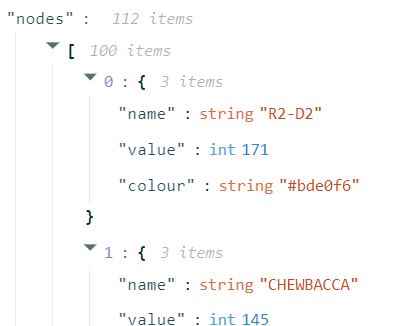 "nodes" : 112 items
[ 100 items
0 : { 3 items
"name" : string "R2-D2"
"value" : int 171
"colour" : string "#bde0f6"
}
1 : { 3 items
"name" : string "CHEWBACCA"
"value" : int 145